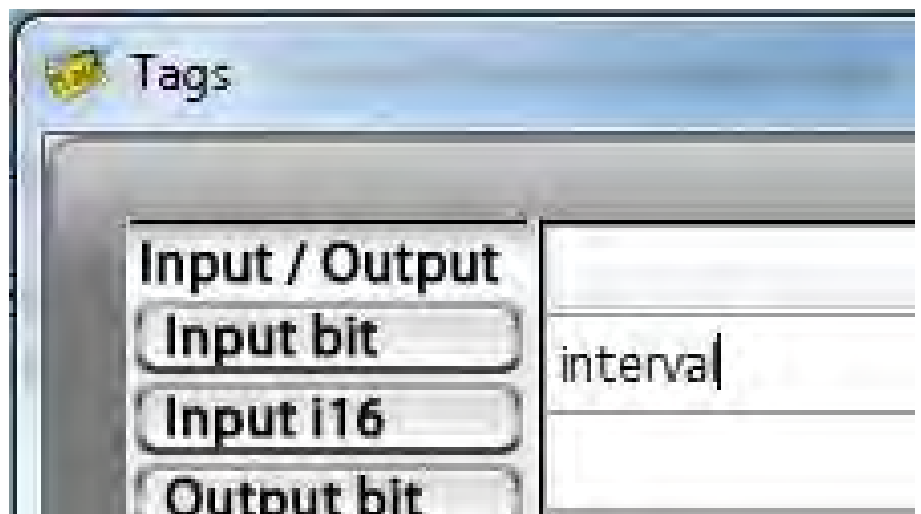 Tags
Input / Output
Input bit
interval
Input i16
Output bit